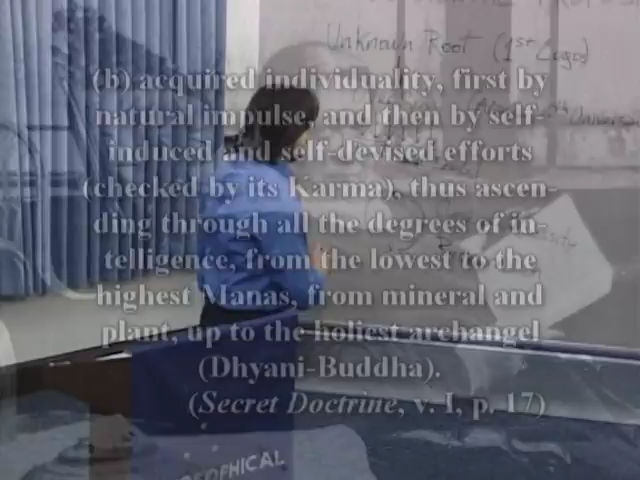 Unknown Root (1st Logos)
(b) acquired individuality, first by
natural impulse, and then by self-
induced and self-devised efforts
(checked by its Karma), thus ascen-
ding through all the degrees of in-
telligence, from the lowest to the
highest Manas, from mineral and
plant, up to the holiest archangel
(Dhyani-Buddha).
(Secret Doctrine, v. I, p. 17)